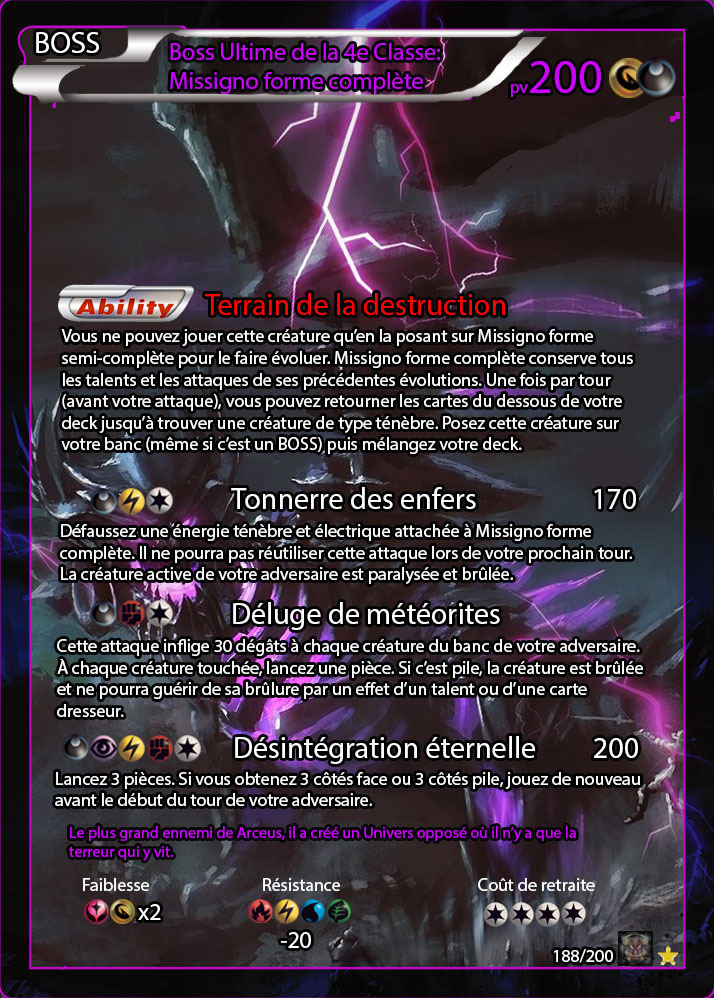 BOSS
Boss Ultime de la 4e Classe:
Missigno forme complète
pv200
Ability Terrain de la destruction
Vous ne pouvez jouer cette créature qu'en la posant sur Missigno forme
semi-complète pour le faire évoluer. Missigno forme complète conserve tous
les talents et les attaques de ses précédentes évolutions. Une fois par tour
(avant votre attaque), vous pouvez retourner les cartes du dessous de votre
deck jusqu'à trouver une créature de type ténèbre. Posez cette créature sur
votre banc (même si c'est un BOSS) puis mélangez votre deck.
Tonnerre des enfers 170
Défaussez une énergie ténèbre et électrique attachée à Missigno forme
complète. Il ne pourra pas réutiliser cette attaque lors de votre prochain tour.
La créature active de votre adversaire est paralysée et brûlée.
Déluge de météorites
Cette attaque inflige 30 dégâts à chaque créature du banc de votre adversaire.
À chaque créature touchée, lancez une pièce. Si c'est pile, la créature est brûlée
et ne pourra guérir de sa brûlure par un effet d'un talent ou d'une carte
dresseur.
Désintégration éternelle 200
Lancez 3 pièces. Si vous obtenez 3 côtés face ou 3 côtés pile, jouez de nouveau
avant le début du tour de votre adversaire.
Le plus grand ennemi de Arceus, il a créé un Univers opposé où il n'y a que la
terreur qui y vit.
Faiblesse Résistance Coût de retraite
x2
-20
188/200